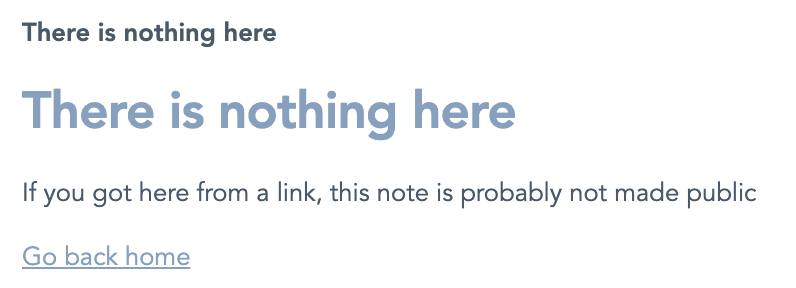 There is nothing here
There is nothing here
If you got here from a link, this note is probably not made public
Go back home